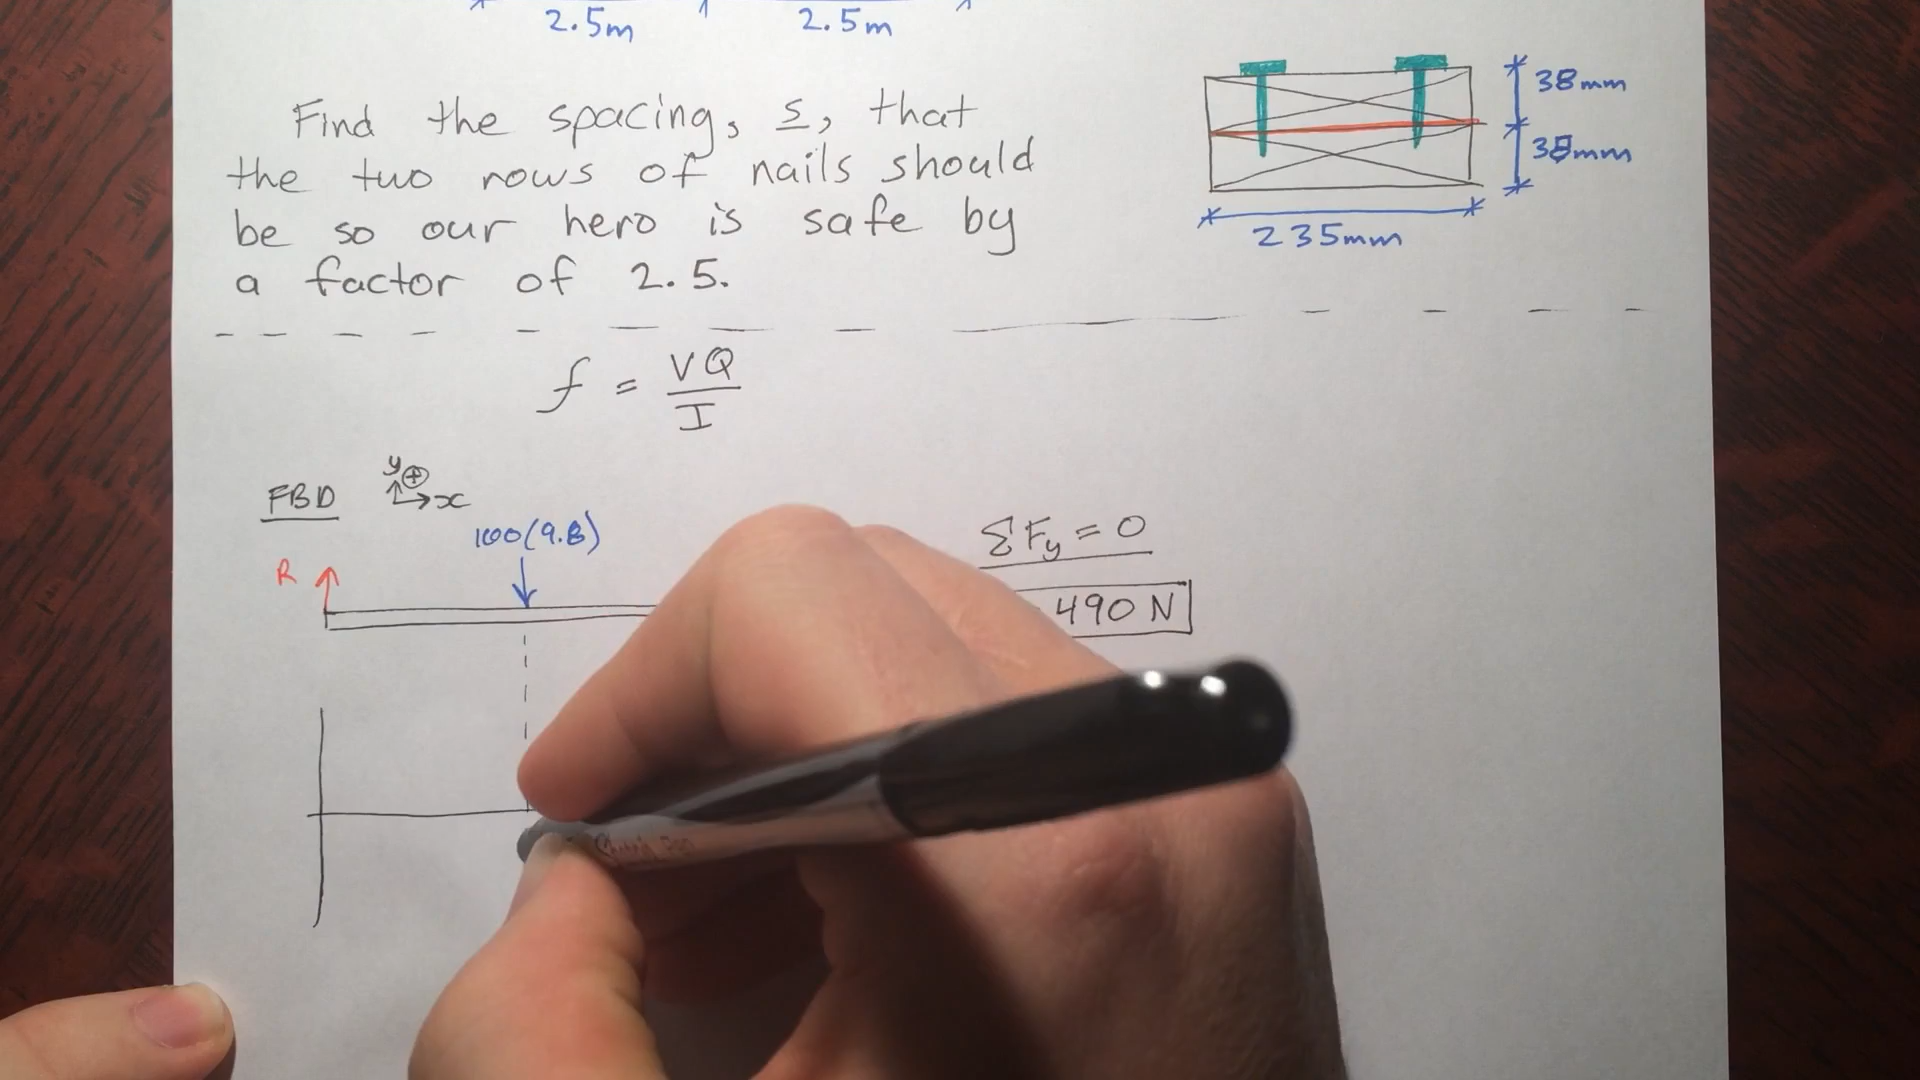 2.5m 2.5m
Find the spacing, s, that
the two rows of nails should
be so our hero is safe by
a factor of 2.5.
38mm
38mm
235mm
f = VQ
I
FBD
y
+
x
100(9.8)
R
ΣFy = 0
490 N